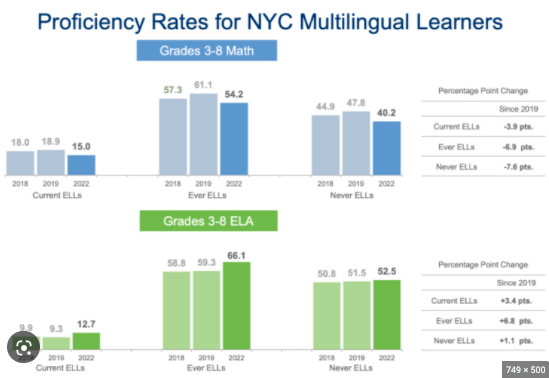 Proficiency Rates for NYC Multilingual Learners
Grades 3-8 Math
18.0 18.9 15.0
57.3 61.1 54.2
44.9 47.8 40.2
2018 2019 2022
Current ELLs
2018 2019 2022
Ever ELLs
2018 2019 2022
Never ELLs
Percentage Point Change
Since 2019
Current ELLs -3.9 pts.
Ever ELLs -6.9 pts.
Never ELLs -7.6 pts.
Grades 3-8 ELA
9.9 9.3 12.7
58.8 59.3 66.1
50.8 51.5 52.5
2018 2019 2022
Current ELLs
2018 2019 2022
Ever ELLs
2018 2019 2022
Never ELLs
Percentage Point Change
Since 2019
Current ELLs +3.4 pts.
Ever ELLs +6.8 pts.
Never ELLs +1.1 pts.
749 × 500